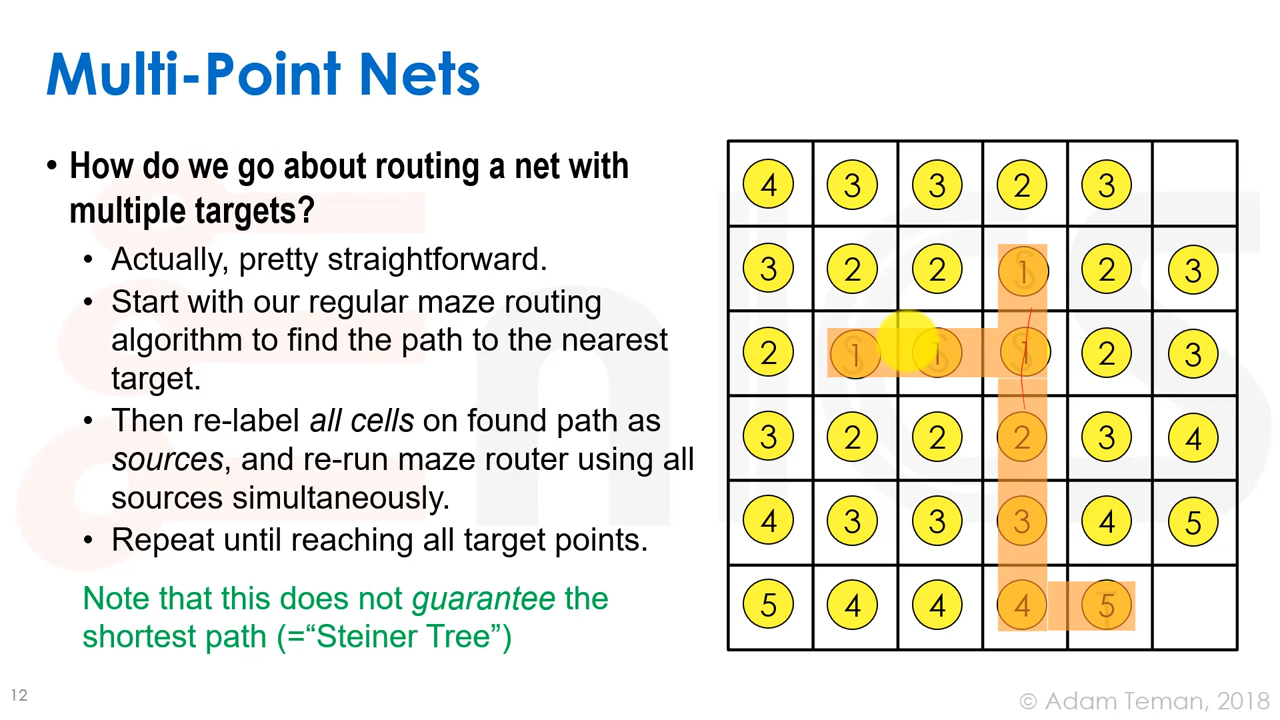 Multi-Point Nets
• How do we go about routing a net with
multiple targets?
• Actually, pretty straightforward.
• Start with our regular maze routing
algorithm to find the path to the nearest
target.
• Then re-label all cells on found path as
sources, and re-run maze router using all
sources simultaneously.
• Repeat until reaching all target points.
Note that this does not guarantee the
shortest path (=“Steiner Tree”)
4 3 3 2 3
3 2 2 1 2 3
2 1 1 1 2 3
3 2 2 2 3 4
4 3 3 3 4 5
5 4 4 4 5
12
© Adam Teman, 2018